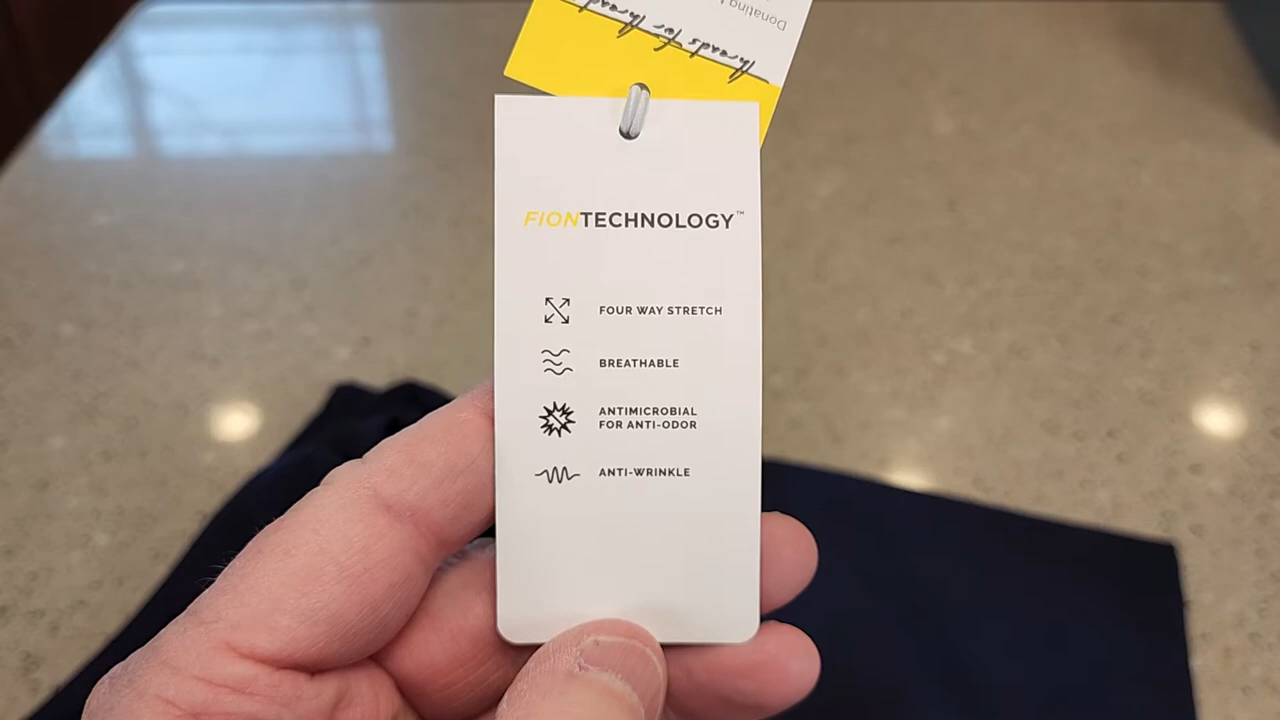 Donating
threads for thread
FIONTECHNOLOGY™
FOUR WAY STRETCH
BREATHABLE
ANTIMICROBIAL
FOR ANTI-ODOR
ANTI-WRINKLE